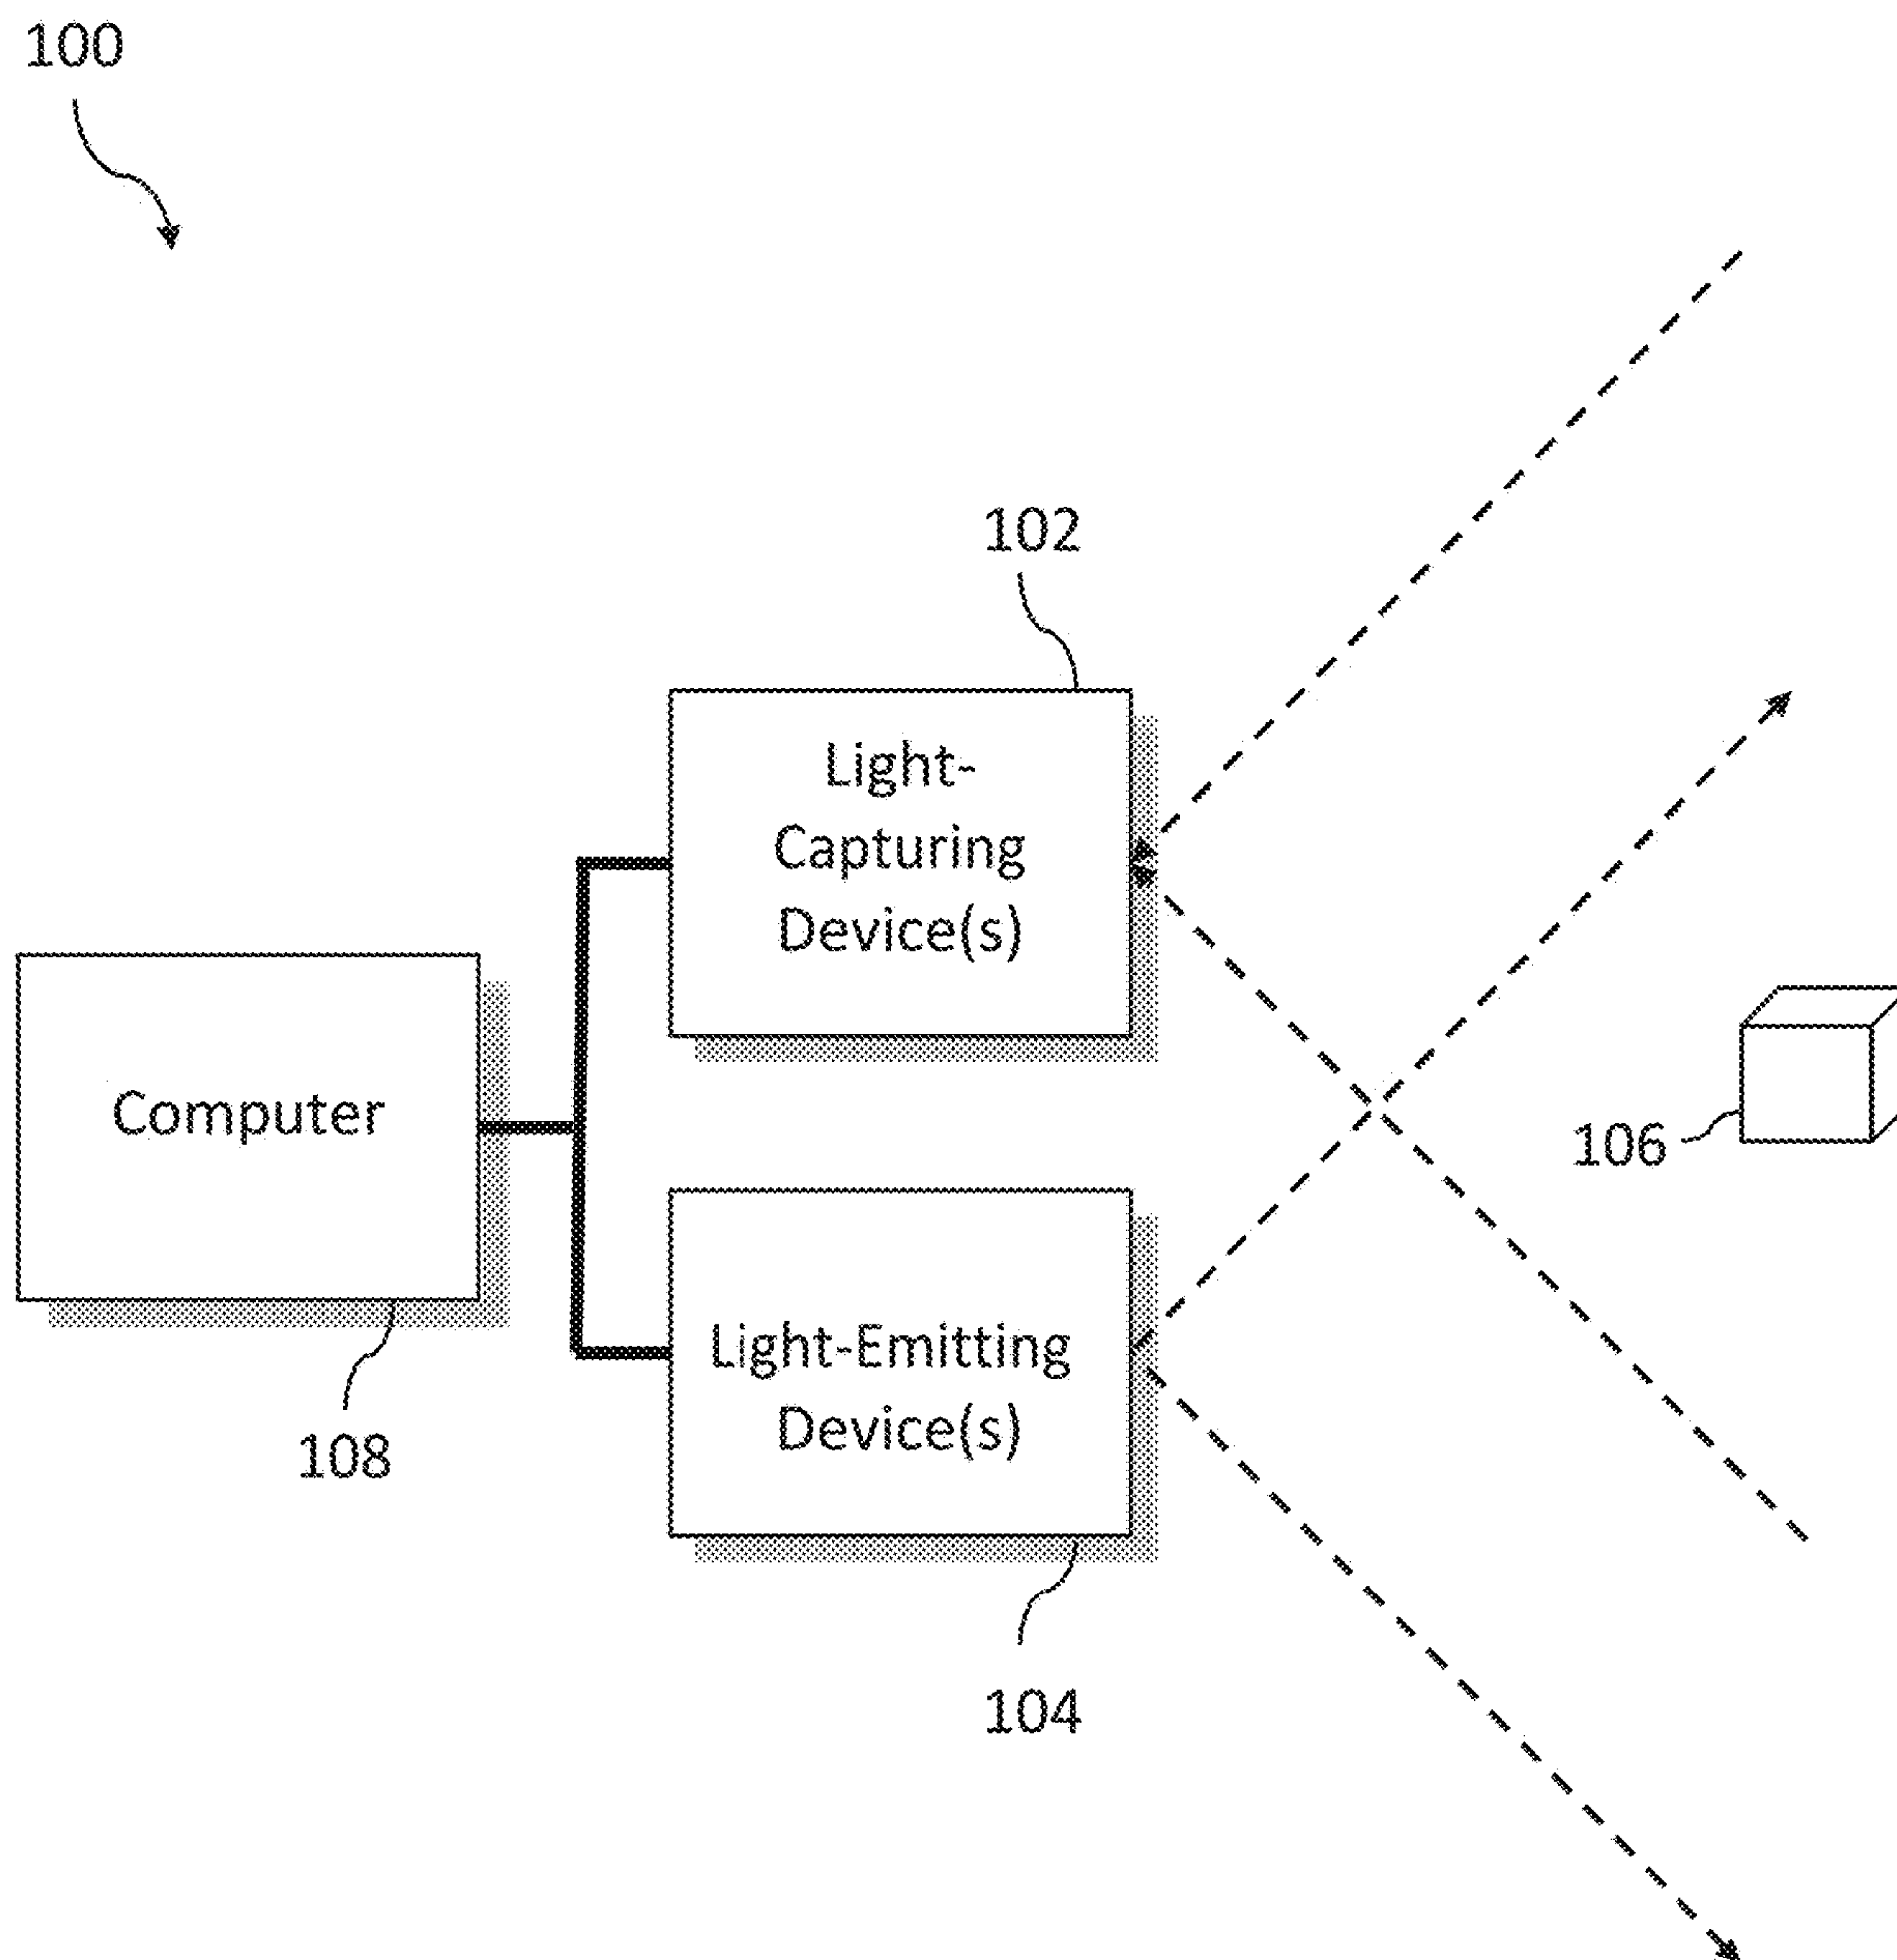 100
102
Light-
Capturing
Device(s)
Computer
106
Light-Emitting
Device(s)
108
104